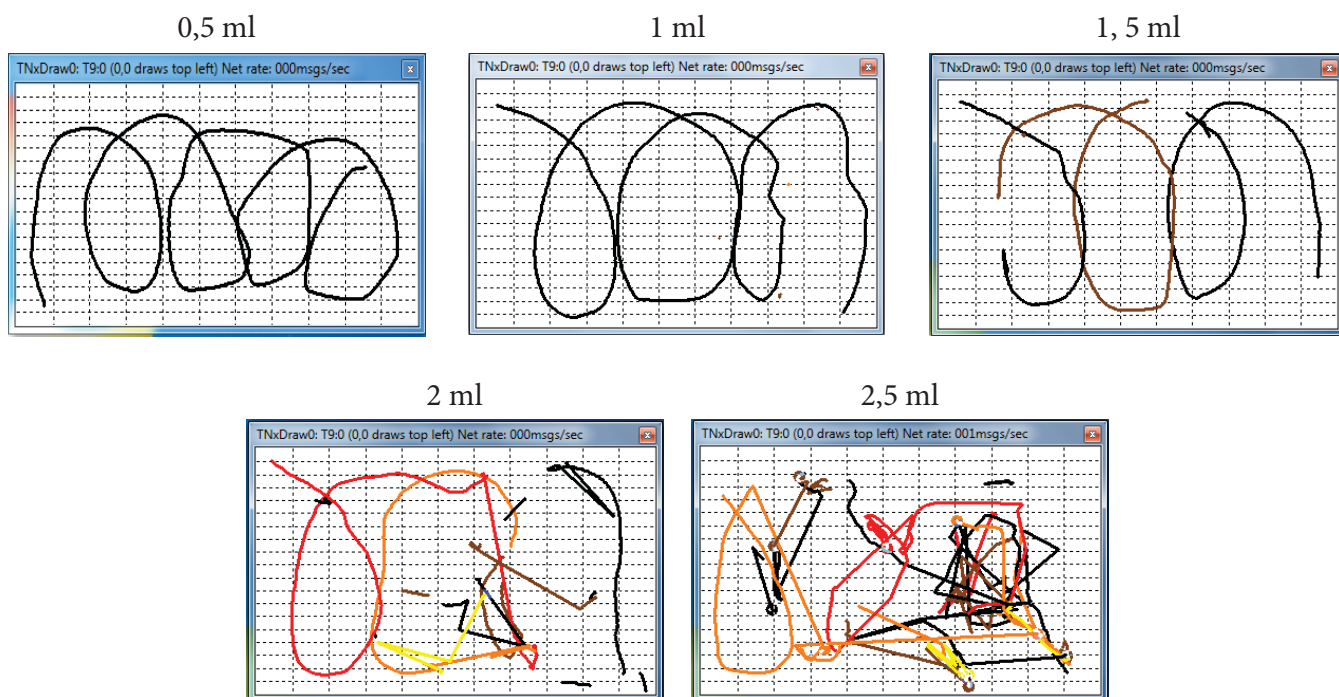 0,5 ml
1 ml
1, 5 ml
TNxDraw0: T9:0 (0,0 draws top left) Net rate: 000msgs/sec
TNxDraw0: T9:0 (0,0 draws top left) Net rate: 000msgs/sec
TNxDraw0: T9:0 (0,0 draws top left) Net rate: 000msgs/sec
2 ml
2,5 ml
TNxDraw0: T9:0 (0,0 draws top left) Net rate: 000msgs/sec
TNxDraw0: T9:0 (0,0 draws top left) Net rate: 001msgs/sec